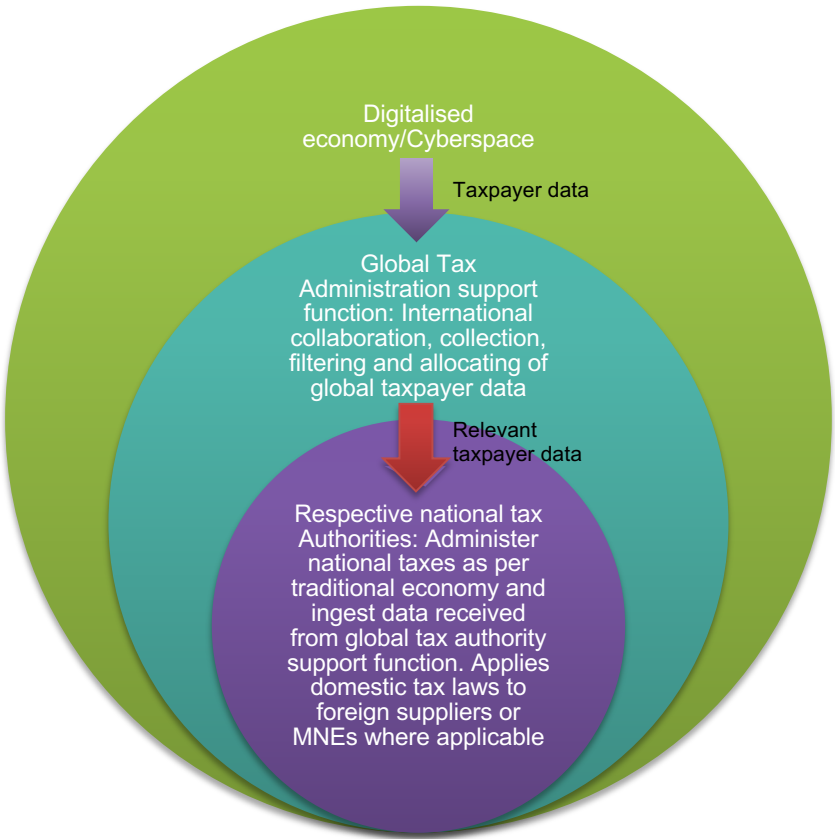 Digitalised
economy/Cyberspace
Taxpayer data
Global Tax
Administration support
function: International
collaboration, collection,
filtering and allocating of
global taxpayer data
Relevant
taxpayer data
Respective national tax
Authorities: Administer
national taxes as per
traditional economy and
ingest data received
from global tax authority
support function. Applies
domestic tax laws to
foreign suppliers or
MNEs where applicable